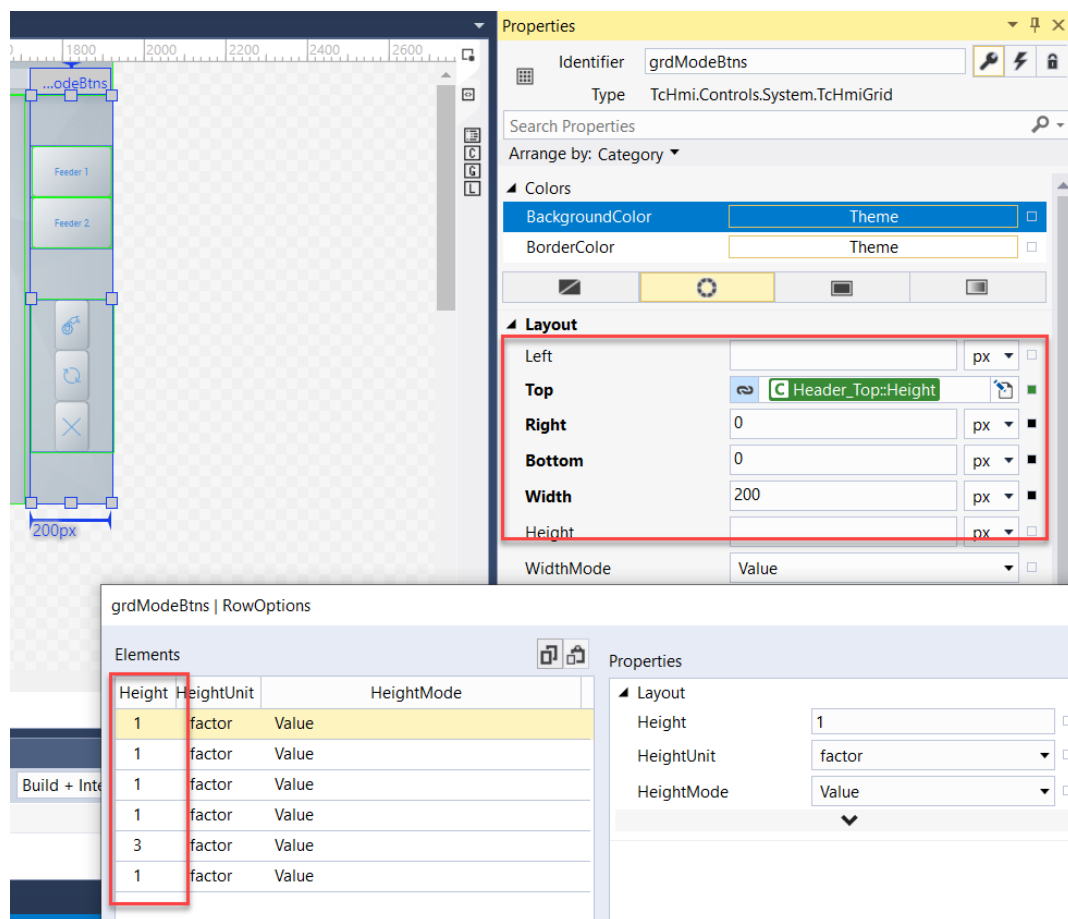 Properties
Identifier grdModeBtns
Type TcHmi.Controls.System.TcHmiGrid
Search Properties
Arrange by: Category
Colors
BackgroundColor Theme
BorderColor Theme
Layout
Left px
Top C Header_Top::Height
Right 0 px
Bottom 0 px
Width 200 px
Height px
WidthMode Value
1800 2000 2200 2400 2600
...odeBtns
Feeder 1
Feeder 2
200px
C
G
L
grdModeBtns | RowOptions
Elements
Height HeightUnit HeightMode
1 factor Value
1 factor Value
1 factor Value
1 factor Value
3 factor Value
1 factor Value
Properties
Layout
Height 1
HeightUnit factor
HeightMode Value
Build + Inte